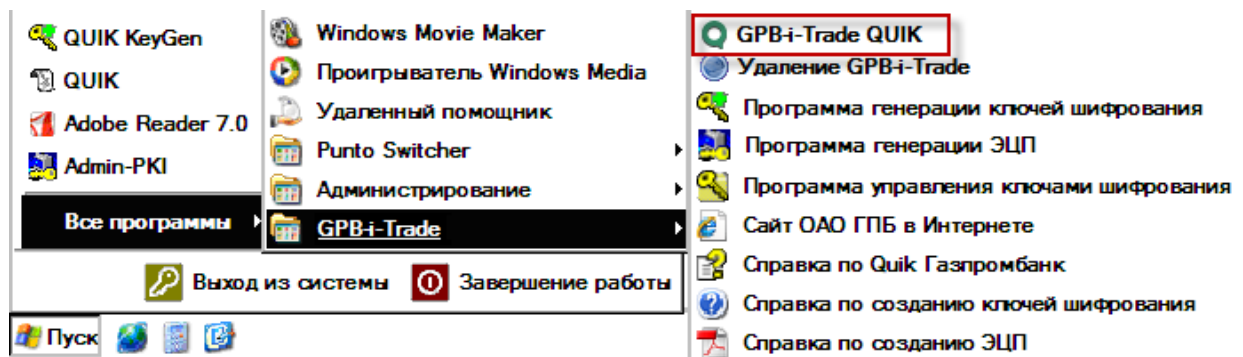 QUIK KeyGen
QUIK
Adobe Reader 7.0
Admin-PKI
Все программы
Windows Movie Maker
Проигрыватель Windows Media
Удаленный помощник
Punto Switcher
Администрирование
GPB-i-Trade
GPB-i-Trade QUIK
Удаление GPB-i-Trade
Программа генерации ключей шифрования
Программа генерации ЭЦП
Программа управления ключами шифрования
Сайт ОАО ГПБ в Интернете
Справка по Quik Газпромбанк
Справка по созданию ключей шифрования
Справка по созданию ЭЦП
Выход из системы
Завершение работы
Пуск